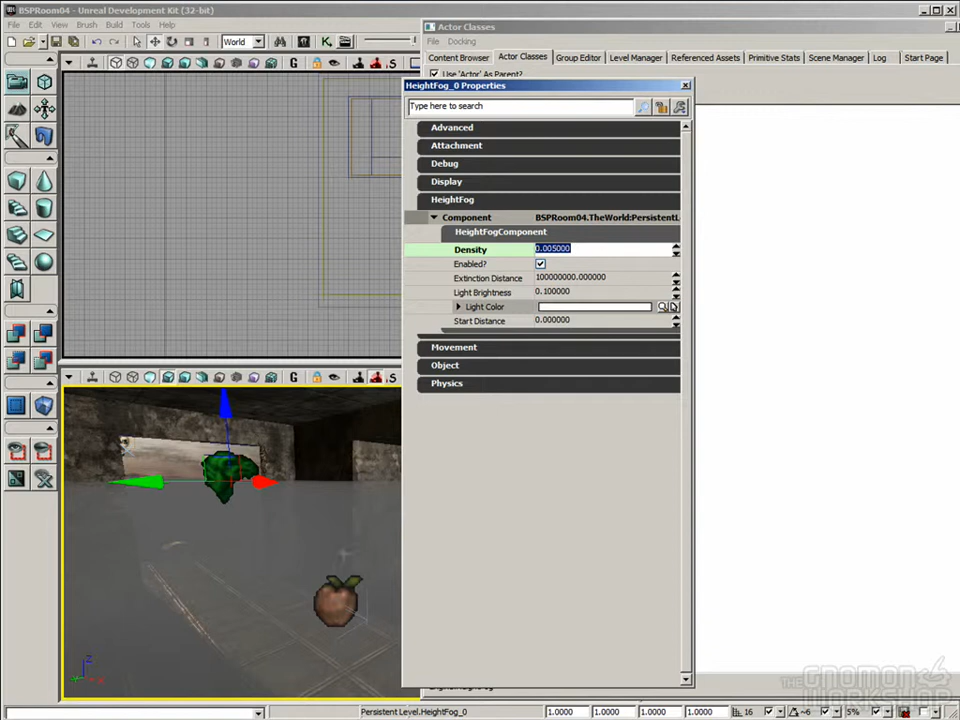 BSPRoom04 - Unreal Development Kit (32-bit)
File Edit View Brush Build Tools Help
World
Actor Classes
File Docking
Content Browser Actor Classes Group Editor Level Manager Referenced Assets Primitive Stats Scene Manager Log Start Page
Use 'Actor' As Parent?
G S
HeightFog_0 Properties
Type here to search
Advanced
Attachment
Debug
Display
HeightFog
Component BSPRoom04.TheWorld:PersistentL
HeightFogComponent
Density 0.005000
Enabled?
Extinction Distance 100000000.000000
Light Brightness 0.100000
Light Color
Start Distance 0.000000
Movement
Object
Physics
G S
Z
THE GNOMON WORKSHOP
Persistent Level.HeightFog_0 1.0000 1.0000 1.0000 1.0000 16 ~6 5%